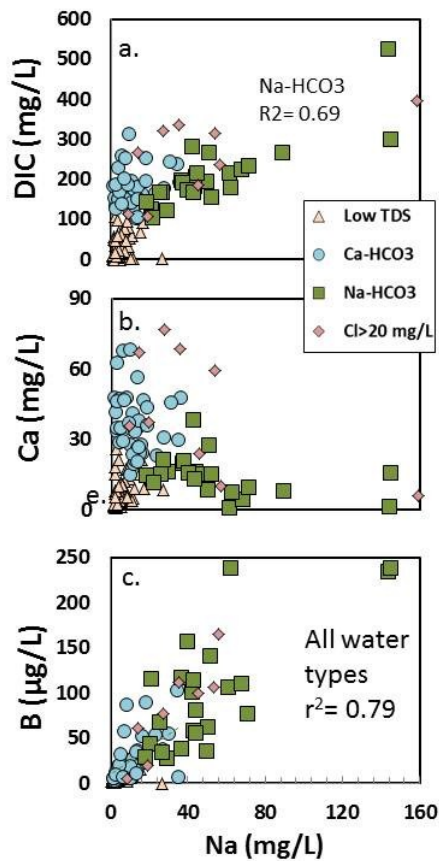 600
500
400
300
200
100
0
DIC (mg/L)
a.
Na-HCO3
R2= 0.69
Low TDS
Ca-HCO3
Na-HCO3
Cl>20 mg/L
90
60
30
0
Ca (mg/L)
b.
e.
250
200
150
100
50
0
B (µg/L)
c.
All water
types
r²= 0.79
0 40 80 120 160
Na (mg/L)